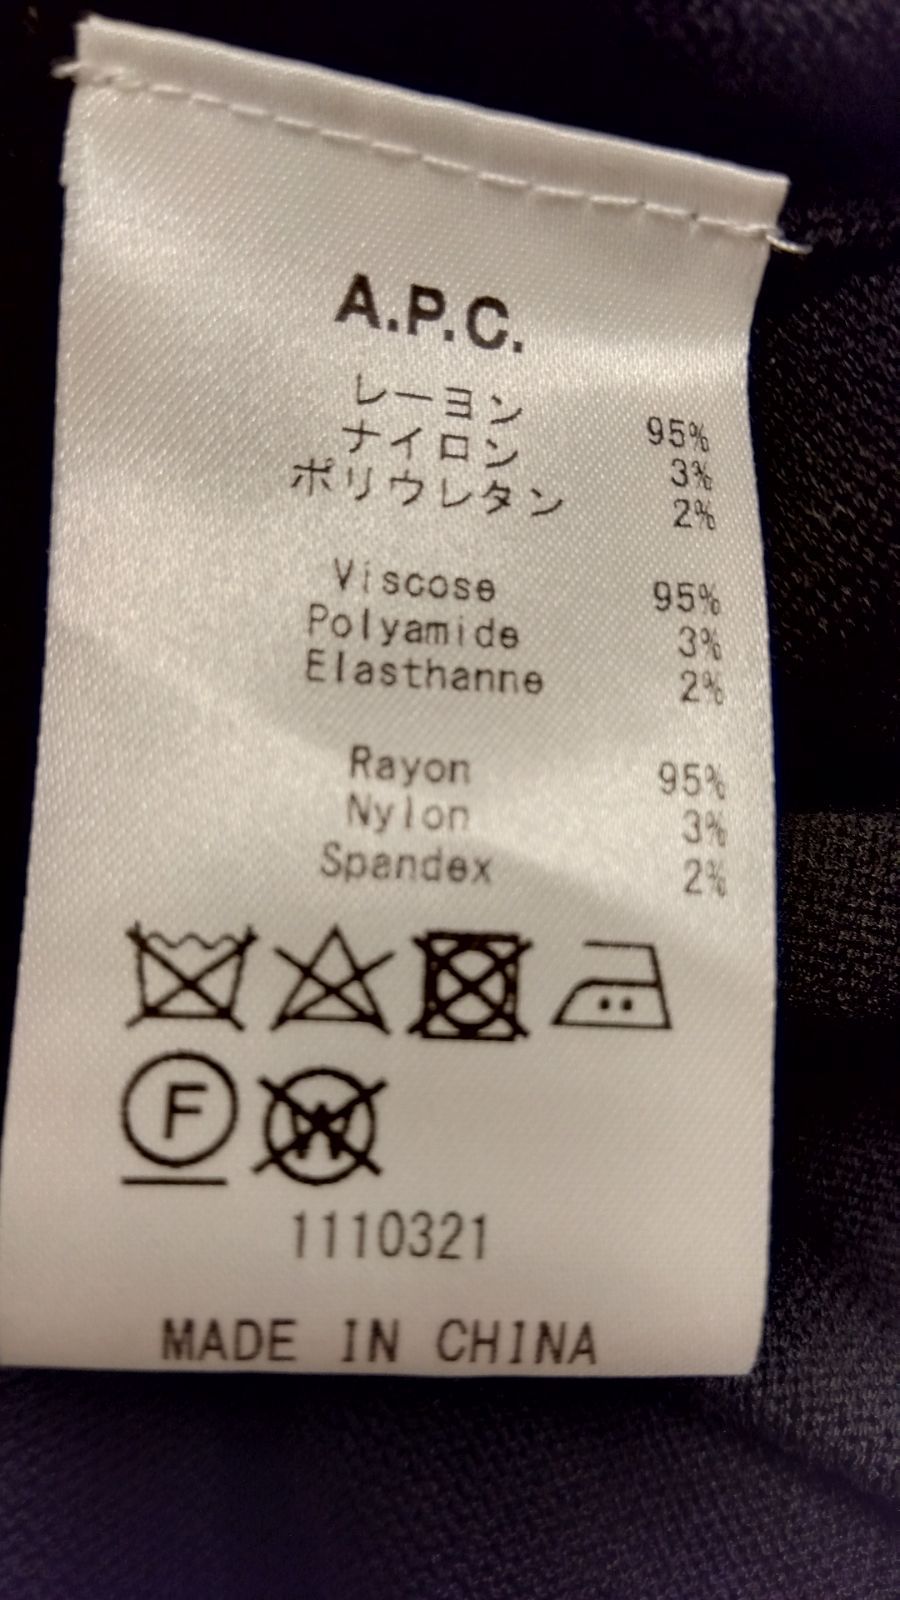 A.P.C.
レーヨン 95%
ナイロン 3%
ポリウレタン 2%
Viscose 95%
Polyamide 3%
Elasthanne 2%
Rayon 95%
Nylon 3%
Spandex 2%
F W
1110321
MADE IN CHINA